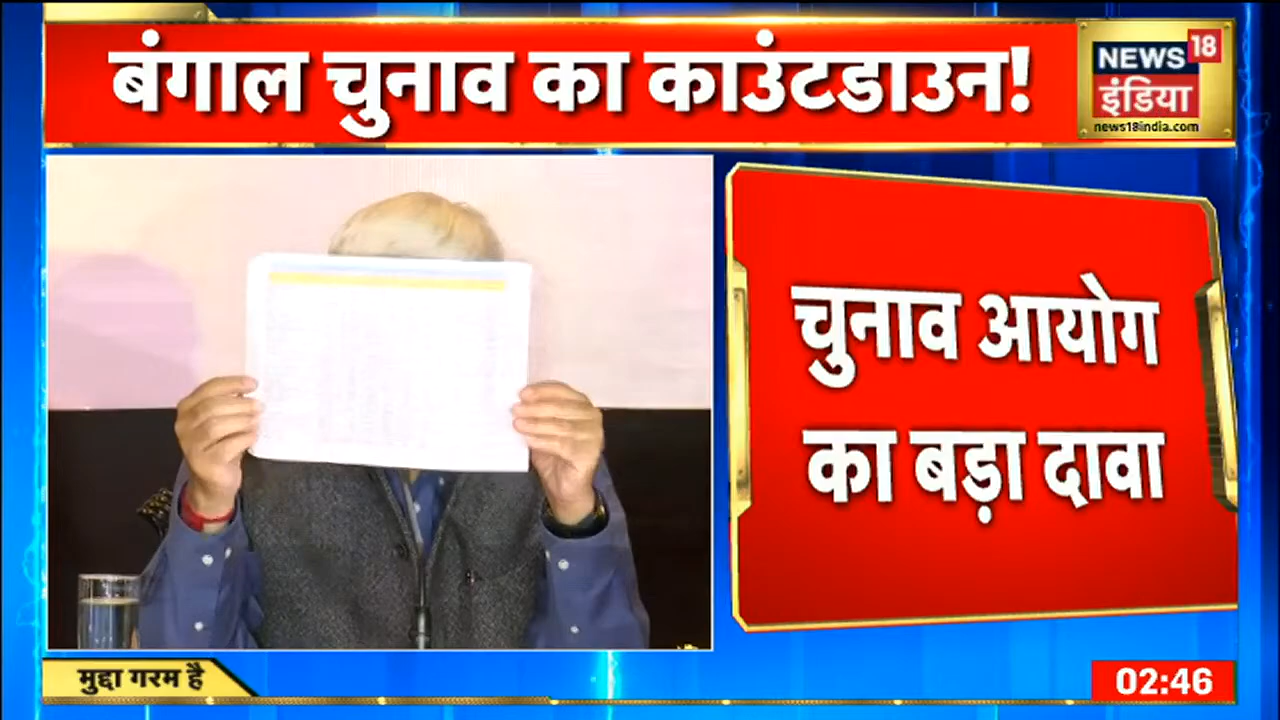 बंगाल चुनाव का काउंटडाउन!
NEWS 18
इंडिया
news18india.com
चुनाव आयोग
का बड़ा दावा
मुद्दा गरम है
02:46